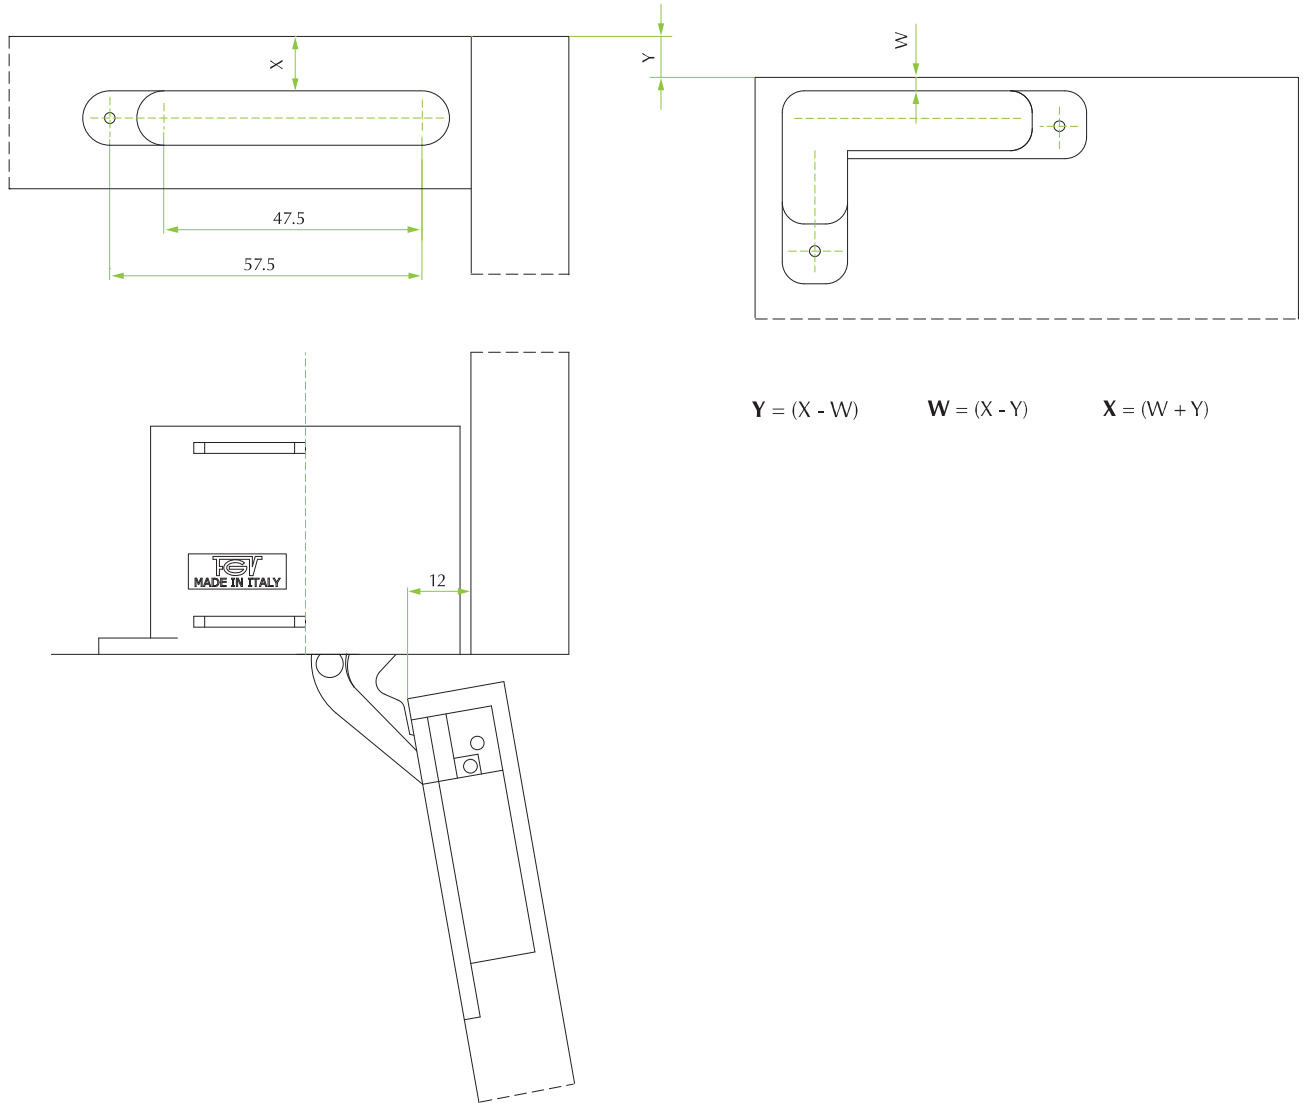 X
Y
W
47.5
57.5
Y = (X - W)
W = (X - Y)
X = (W + Y)
FGV
MADE IN ITALY
12